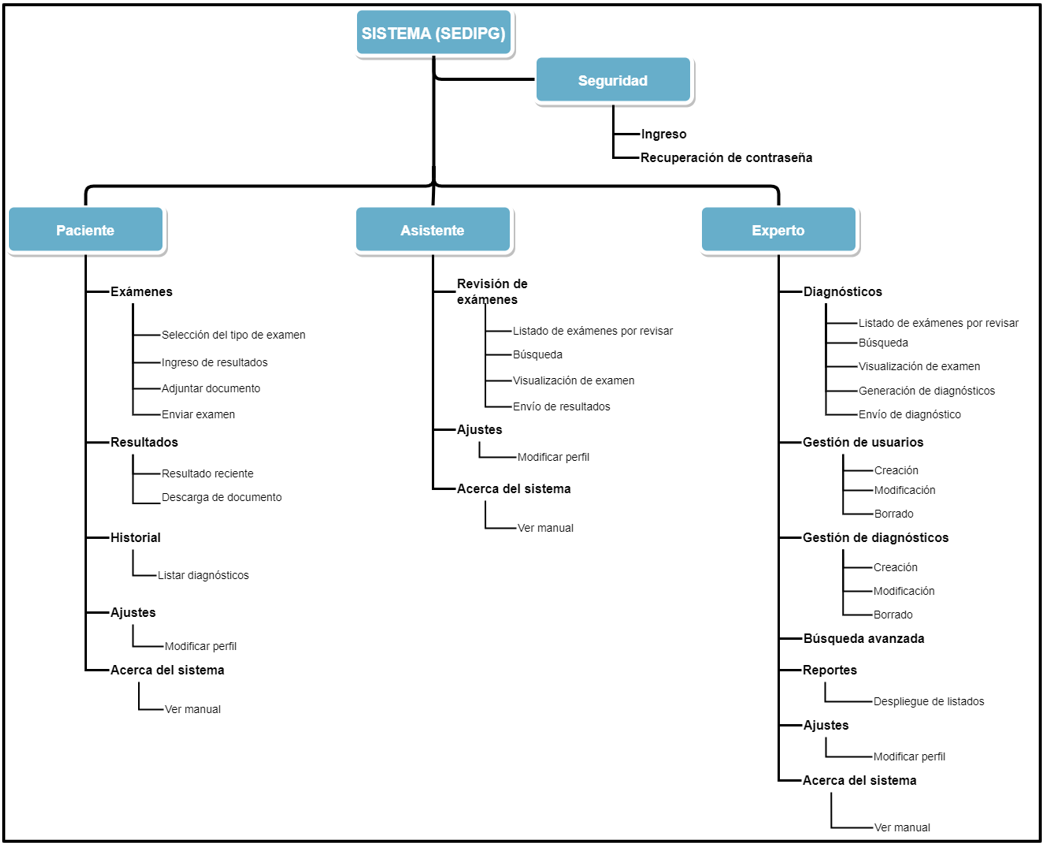 SISTEMA (SEDIPG)
Seguridad
Ingreso
Recuperación de contraseña
Paciente
Exámenes
Selección del tipo de examen
Ingreso de resultados
Adjuntar documento
Enviar examen
Resultados
Resultado reciente
Descarga de documento
Historial
Listar diagnósticos
Ajustes
Modificar perfil
Acerca del sistema
Ver manual
Asistente
Revisión de
exámenes
Listado de exámenes por revisar
Búsqueda
Visualización de examen
Envío de resultados
Ajustes
Modificar perfil
Acerca del sistema
Ver manual
Experto
Diagnósticos
Listado de exámenes por revisar
Búsqueda
Visualización de examen
Generación de diagnósticos
Envío de diagnóstico
Gestión de usuarios
Creación
Modificación
Borrado
Gestión de diagnósticos
Creación
Modificación
Borrado
Búsqueda avanzada
Reportes
Despliegue de listados
Ajustes
Modificar perfil
Acerca del sistema
Ver manual